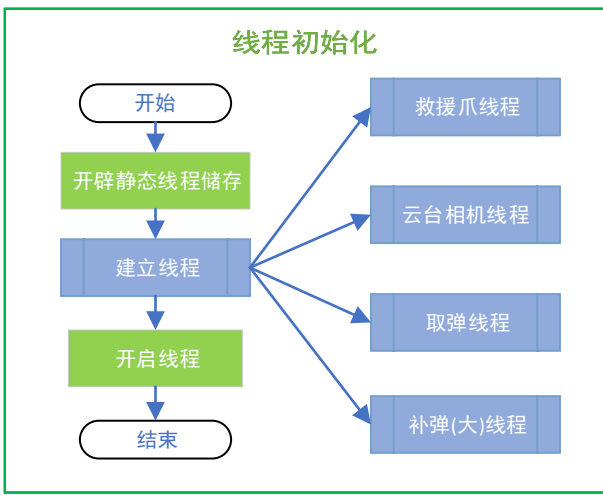 线程初始化
开始
开辟静态线程储存
建立线程
开启线程
结束
救援爪线程
云台相机线程
取弹线程
补弹(大)线程